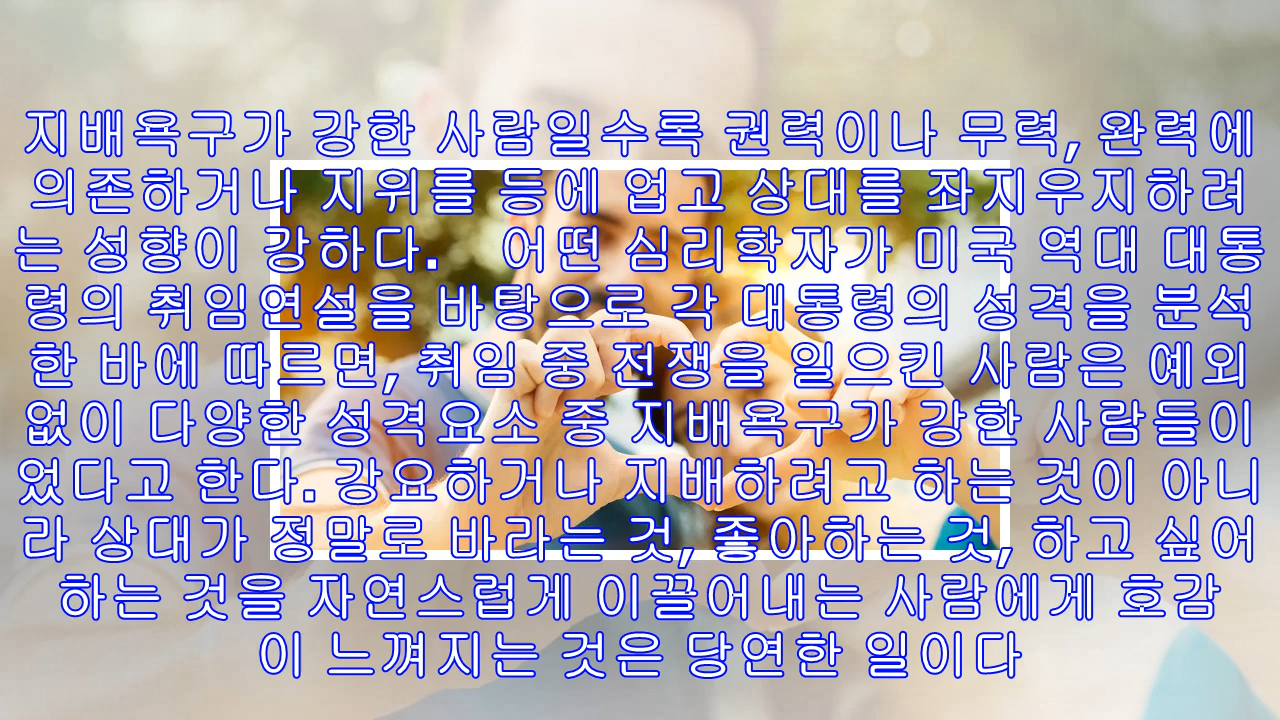 지배욕구가 강한 사람일수록 권력이나 무력, 완력에
의존하거나 지위를 등에 업고 상대를 좌지우지하려
는 성향이 강하다. 어떤 심리학자가 미국 역대 대통
령의 취임연설을 바탕으로 각 대통령의 성격을 분석
한 바에 따르면, 취임 중 전쟁을 일으킨 사람은 예외
없이 다양한 성격요소 중 지배욕구가 강한 사람들이
었다고 한다. 강요하거나 지배하려고 하는 것이 아니
라 상대가 정말로 바라는 것, 좋아하는 것, 하고 싶어
하는 것을 자연스럽게 이끌어내는 사람에게 호감
이 느껴지는 것은 당연한 일이다